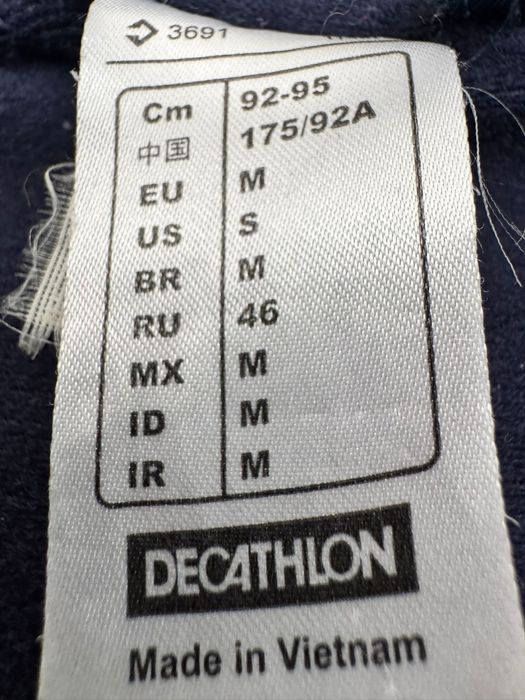 3691
Cm 92-95
中国 175/92A
EU M
US S
BR M
RU 46
MX M
ID M
IR M
DECATHLON
Made in Vietnam